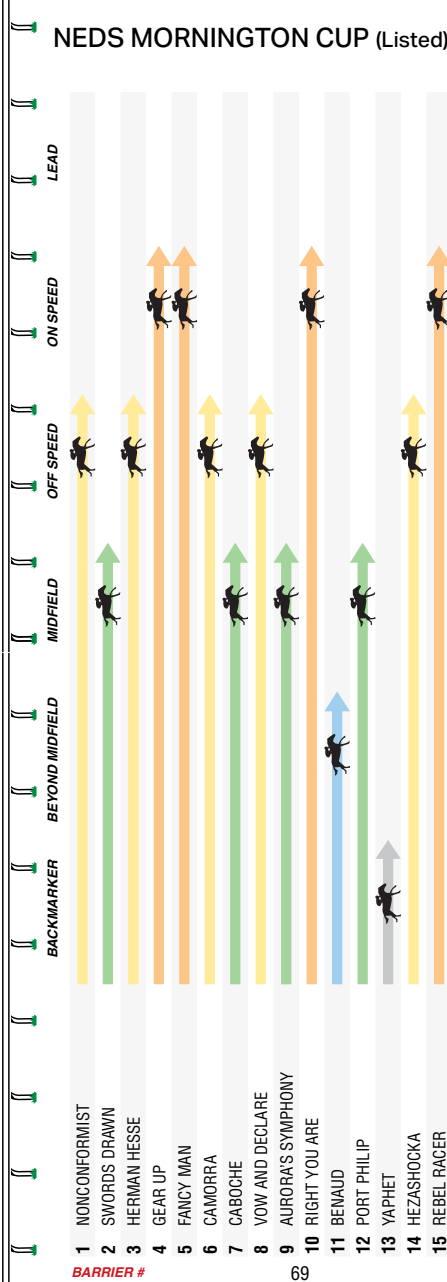 NEDS MORNINGTON CUP (Listed)
LEAD
ON SPEED
OFF SPEED
MIDFIELD
BEYOND MIDFIELD
BACKMARKER
1 NONCONFORMIST
2 SWORDS DRAWN
3 HERMAN HESSE
4 GEAR UP
5 FANCY MAN
6 CAMORRA
7 CABOCHE
8 VOW AND DECLARE
9 AURORA'S SYMPHONY
10 RIGHT YOU ARE
11 BENAUD
12 PORT PHILIP
13 YAPHET
14 HEZASHOCKA
15 REBEL RACER
BARRIER #
69